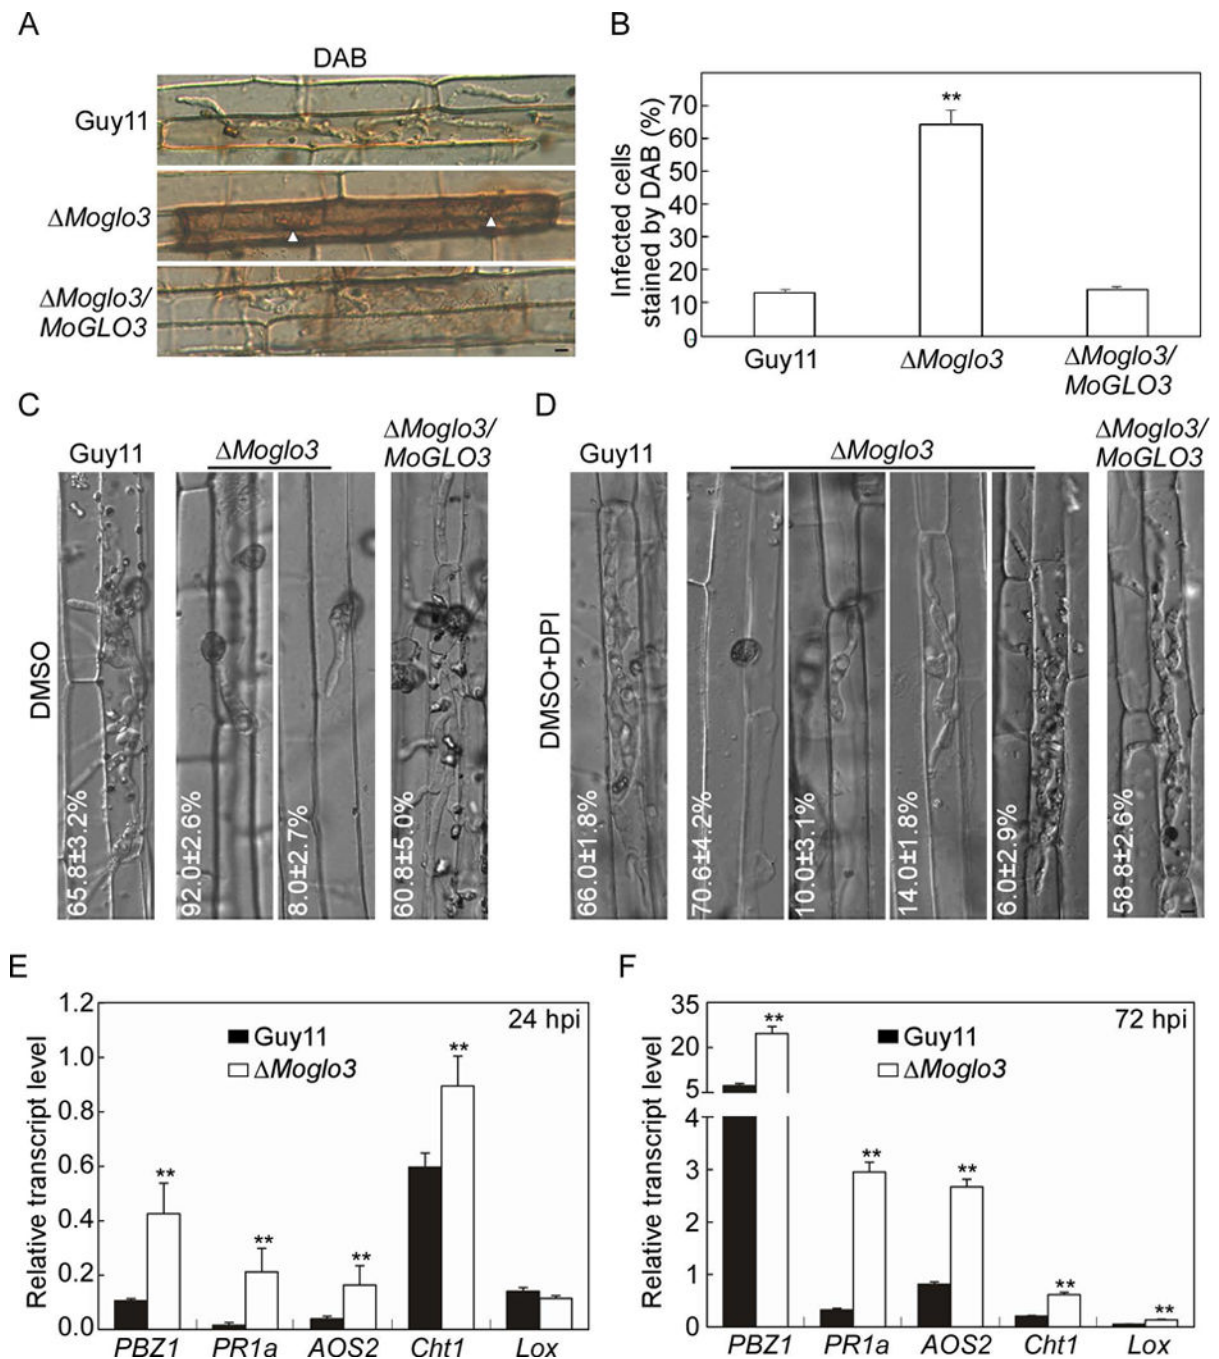 A
DAB
Guy11
ΔMoglo3
ΔMoglo3/
MoGLO3
B
Infected cells
stained by DAB (%)
70
60
50
40
30
20
10
0
**
Guy11
ΔMoglo3
ΔMoglo3/
MoGLO3
C
Guy11
ΔMoglo3
ΔMoglo3/
MoGLO3
DMSO
65.8±3.2%
92.0±2.6%
8.0±2.7%
60.8±5.0%
D
Guy11
ΔMoglo3
ΔMoglo3/
MoGLO3
DMSO+DPI
66.0±1.8%
70.6±4.2%
10.0±3.1%
14.0±1.8%
6.0±2.9%
58.8±2.6%
E
Relative transcript level
1.2
1.0
0.8
0.6
0.4
0.2
0.0
24 hpi
Guy11
ΔMoglo3
**
**
**
**
PBZ1
PR1a
AOS2
Cht1
Lox
F
Relative transcript level
35
20
5
4
3
2
1
0
72 hpi
Guy11
ΔMoglo3
**
**
**
**
**
PBZ1
PR1a
AOS2
Cht1
Lox